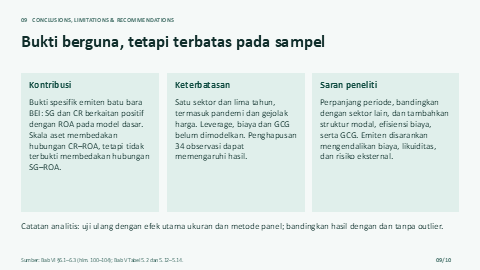 09 CONCLUSIONS, LIMITATIONS & RECOMMENDATIONS
Bukti berguna, tetapi terbatas pada sampel
Kontribusi
Bukti spesifik emiten batu bara
BEI: SG dan CR berkaitan positif
dengan ROA pada model dasar.
Skala aset membedakan
hubungan CR–ROA, tetapi tidak
terbukti membedakan hubungan
SG–ROA.
Keterbatasan
Satu sektor dan lima tahun,
termasuk pandemi dan gejolak
harga. Leverage, biaya dan GCG
belum dimodelkan. Penghapusan
34 observasi dapat
memengaruhi hasil.
Saran peneliti
Perpanjang periode, bandingkan
dengan sektor lain, dan tambahkan
struktur modal, efisiensi biaya,
serta GCG. Emiten disarankan
mengendalikan biaya, likuiditas,
dan risiko eksternal.
Catatan analitis: uji ulang dengan efek utama ukuran dan metode panel; bandingkan hasil dengan dan tanpa outlier.
Sumber: Bab VI §6.1–6.3 (hlm. 100–104); Bab V Tabel 5.2 dan 5.12–5.14.
09/10